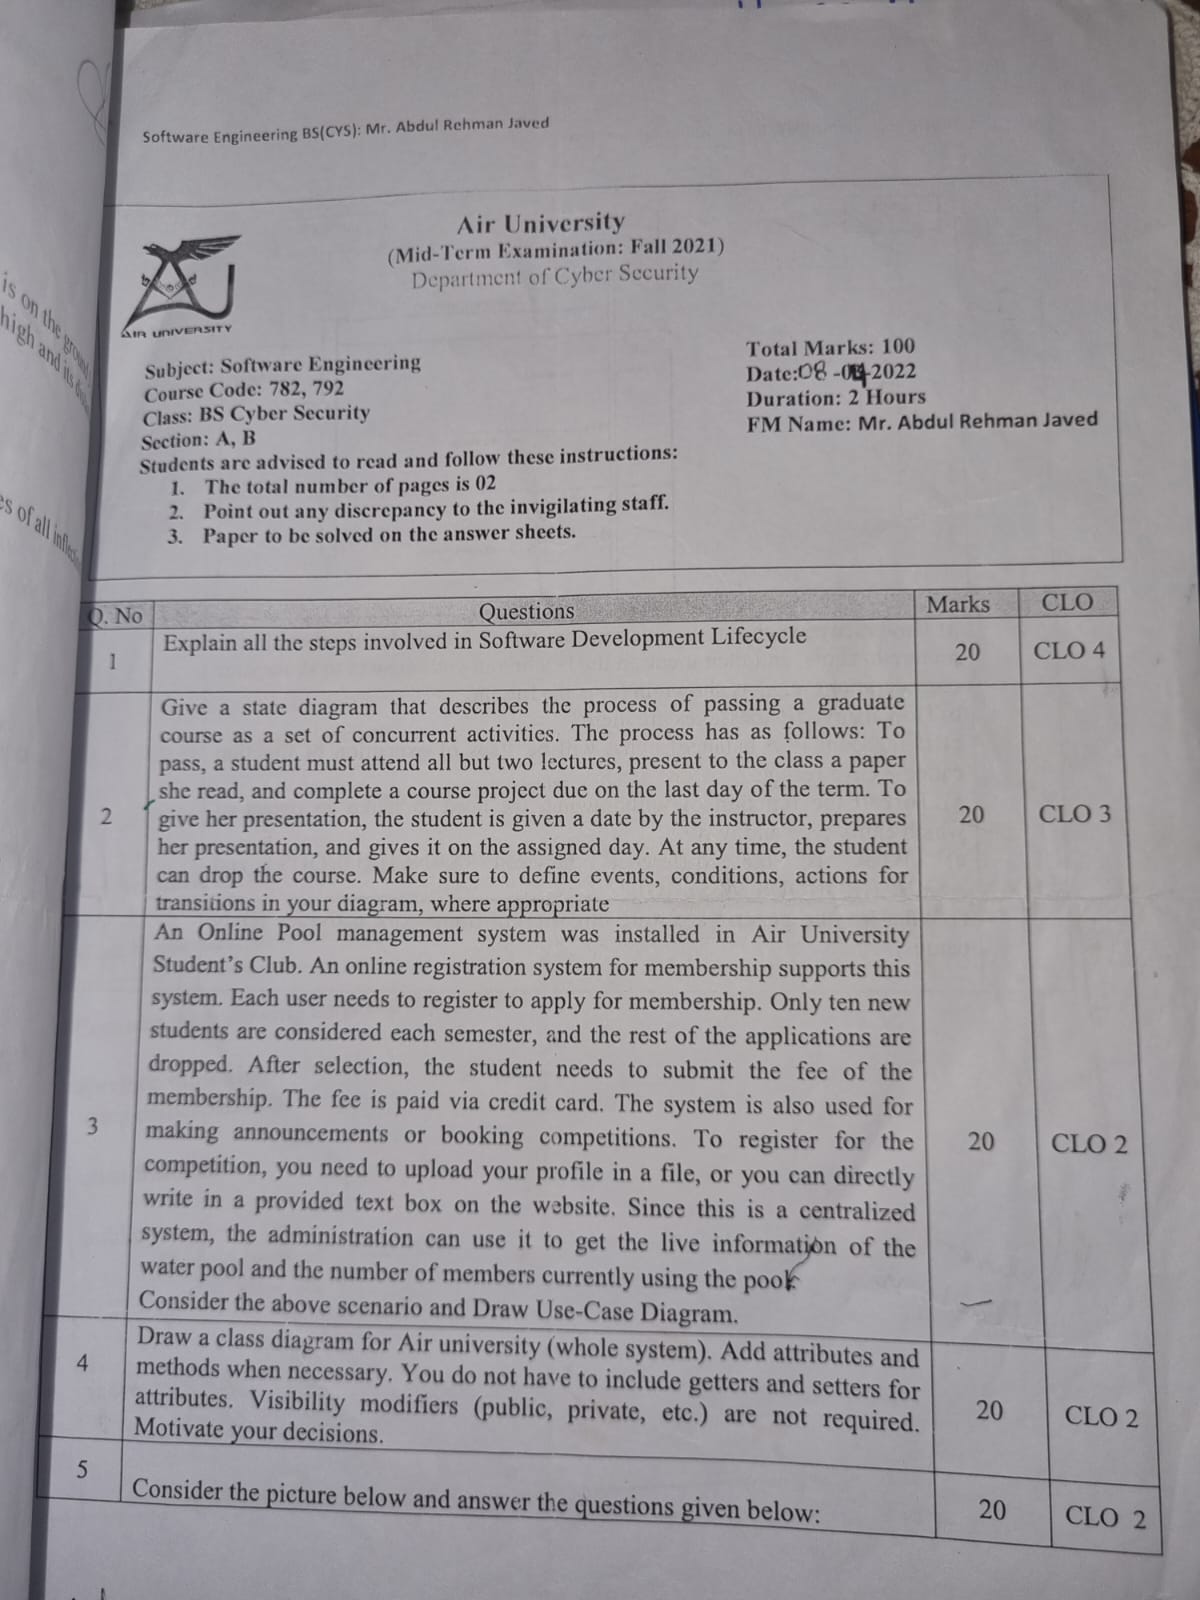 Software Engineering BS(CYS): Mr. Abdul Rehman Javed
Air University
(Mid-Term Examination: Fall 2021)
Department of Cyber Security
AIR UNIVERSITY
Subject: Software Engineering
Course Code: 782, 792
Class: BS Cyber Security
Section: A, B
Total Marks: 100
Date:08 -04-2022
Duration: 2 Hours
FM Name: Mr. Abdul Rehman Javed
Students are advised to read and follow these instructions:
1. The total number of pages is 02
2. Point out any discrepancy to the invigilating staff.
3. Paper to be solved on the answer sheets.
Q. No Questions Marks CLO
1 Explain all the steps involved in Software Development Lifecycle 20 CLO 4
Give a state diagram that describes the process of passing a graduate
course as a set of concurrent activities. The process has as follows: To
pass, a student must attend all but two lectures, present to the class a paper
she read, and complete a course project due on the last day of the term. To
2 give her presentation, the student is given a date by the instructor, prepares 20 CLO 3
her presentation, and gives it on the assigned day. At any time, the student
can drop the course. Make sure to define events, conditions, actions for
transitions in your diagram, where appropriate
An Online Pool management system was installed in Air University
Student's Club. An online registration system for membership supports this
system. Each user needs to register to apply for membership. Only ten new
students are considered each semester, and the rest of the applications are
dropped. After selection, the student needs to submit the fee of the
membership. The fee is paid via credit card. The system is also used for
3 making announcements or booking competitions. To register for the 20 CLO 2
competition, you need to upload your profile in a file, or you can directly
write in a provided text box on the website. Since this is a centralized
system, the administration can use it to get the live information of the
water pool and the number of members currently using the pool.
Consider the above scenario and Draw Use-Case Diagram.
Draw a class diagram for Air university (whole system). Add attributes and
4 methods when necessary. You do not have to include getters and setters for
attributes. Visibility modifiers (public, private, etc.) are not required. 20 CLO 2
Motivate your decisions.
5 Consider the picture below and answer the questions given below: 20 CLO 2
is on the ground
high and its
es of all